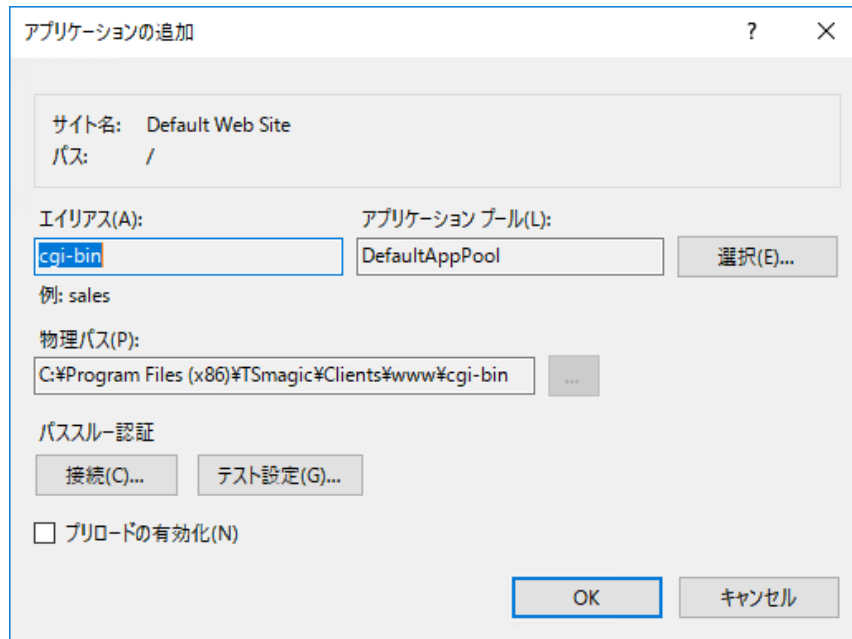 アプリケーションの追加
?
サイト名: Default Web Site
パス: /
エイリアス(A):
アプリケーション プール(L):
cgi-bin
DefaultAppPool
選択(E)...
例: sales
物理パス(P):
C:¥Program Files (x86)¥TSmagic¥Clients¥www¥cgi-bin
...
パススルー認証
接続(C)...
テスト設定(G)...
プリロードの有効化(N)
OK
キャンセル